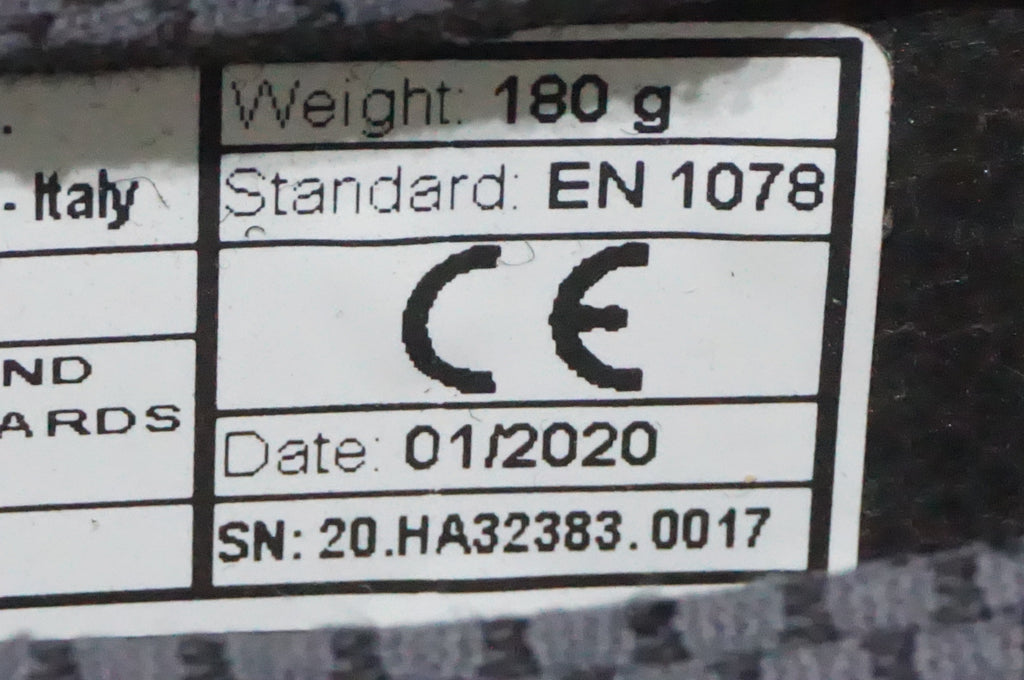 .
- Italy
ND
ARDS
Weight: 180 g
Standard: EN 1078
CE
Date: 01/2020
SN: 20.HA32383.0017